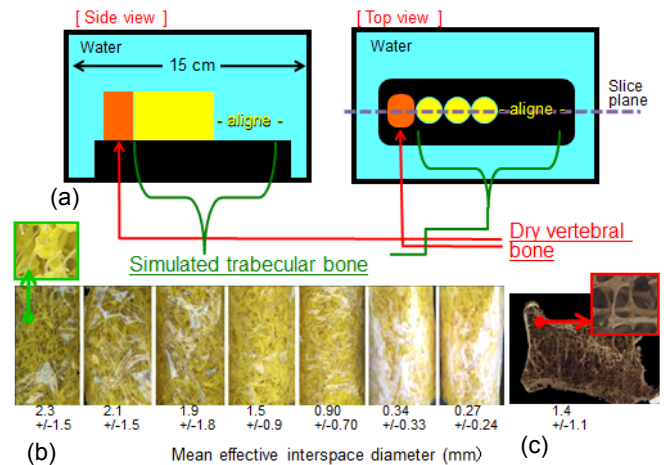 [ Side view ]
[ Top view ]
Water
15 cm
- aligne -
Water
- aligne -
Slice
plane
(a)
Dry vertebral
bone
Simulated trabecular bone
2.3
+/-1.5
2.1
+/-1.5
1.9
+/-1.8
1.5
+/-0.9
0.90
+/-0.70
0.34
+/-0.33
0.27
+/-0.24
1.4
+/-1.1
(b)
(c)
Mean effective interspace diameter (mm)